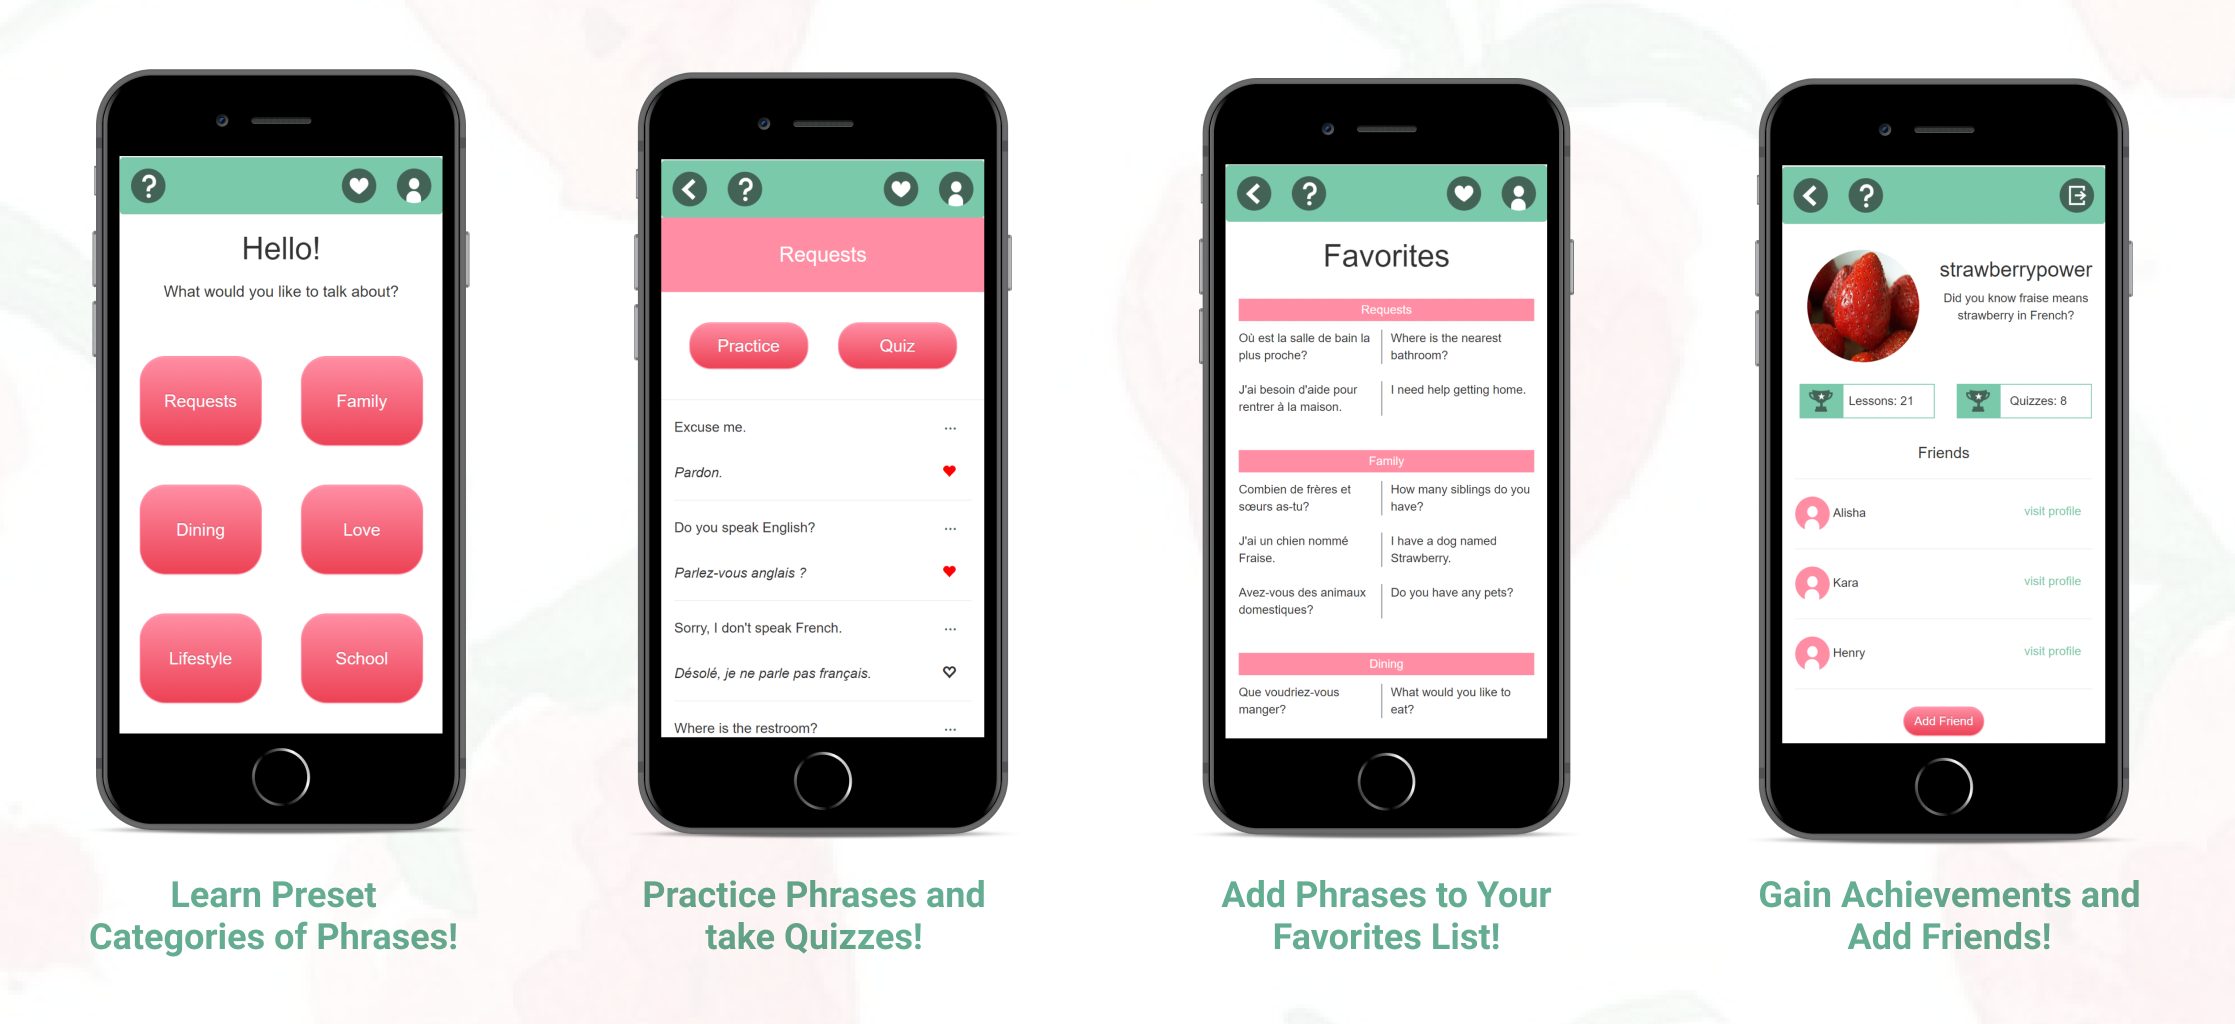 Hello!
What would you like to talk about?
Requests
Family
Dining
Love
Lifestyle
School
Learn Preset
Categories of Phrases!
Requests
Practice
Quiz
Excuse me.
Pardon.
Do you speak English?
Parlez-vous anglais ?
Sorry, I don't speak French.
Désolé, je ne parle pas français.
Where is the restroom?
Practice Phrases and
take Quizzes!
Favorites
Requests
Où est la salle de bain la
plus proche?
Where is the nearest
bathroom?
J'ai besoin d'aide pour
rentrer à la maison.
I need help getting home.
Family
Combien de frères et
sœurs as-tu?
How many siblings do you
have?
J'ai un chien nommé
Fraise.
I have a dog named
Strawberry.
Avez-vous des animaux
domestiques?
Do you have any pets?
Dining
Que voudriez-vous
manger?
What would you like to
eat?
Add Phrases to Your
Favorites List!
strawberrypower
Did you know fraise means
strawberry in French?
Lessons: 21
Quizzes: 8
Friends
Alisha
visit profile
Kara
visit profile
Henry
visit profile
Add Friend
Gain Achievements and
Add Friends!